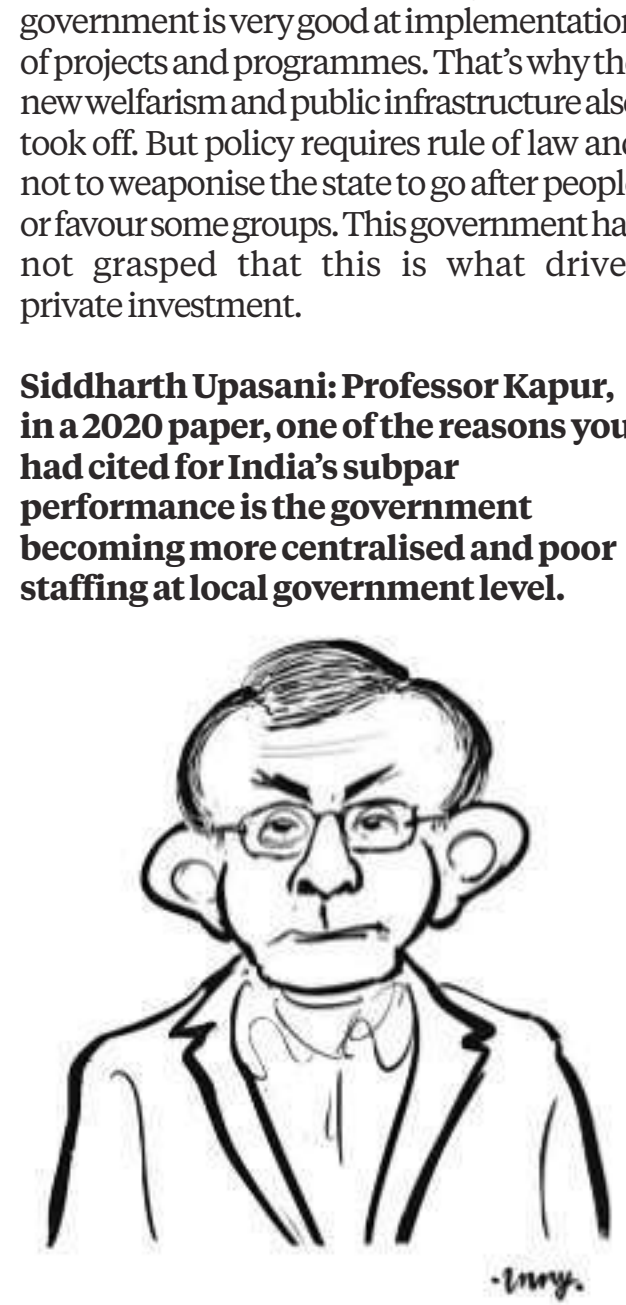 government is very good at implementation
of projects and programmes. That's why the
new welfarism and public infrastructure also
took off. But policy requires rule of law and
not to weaponise the state to go after people
or favour some groups. This government has
not grasped that this is what drives
private investment.
Siddharth Upasani: Professor Kapur,
in a 2020 paper, one of the reasons you
had cited for India's subpar
performance is the government
becoming more centralised and poor
staffing at local government level.